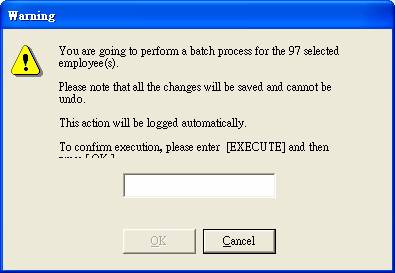 Warning
You are going to perform a batch process for the 97 selected
employee(s).
Please note that all the changes will be saved and cannot be
undo.
This action will be logged automatically.
To confirm execution, please enter [EXECUTE] and then
press [ OK ]
OK
Cancel